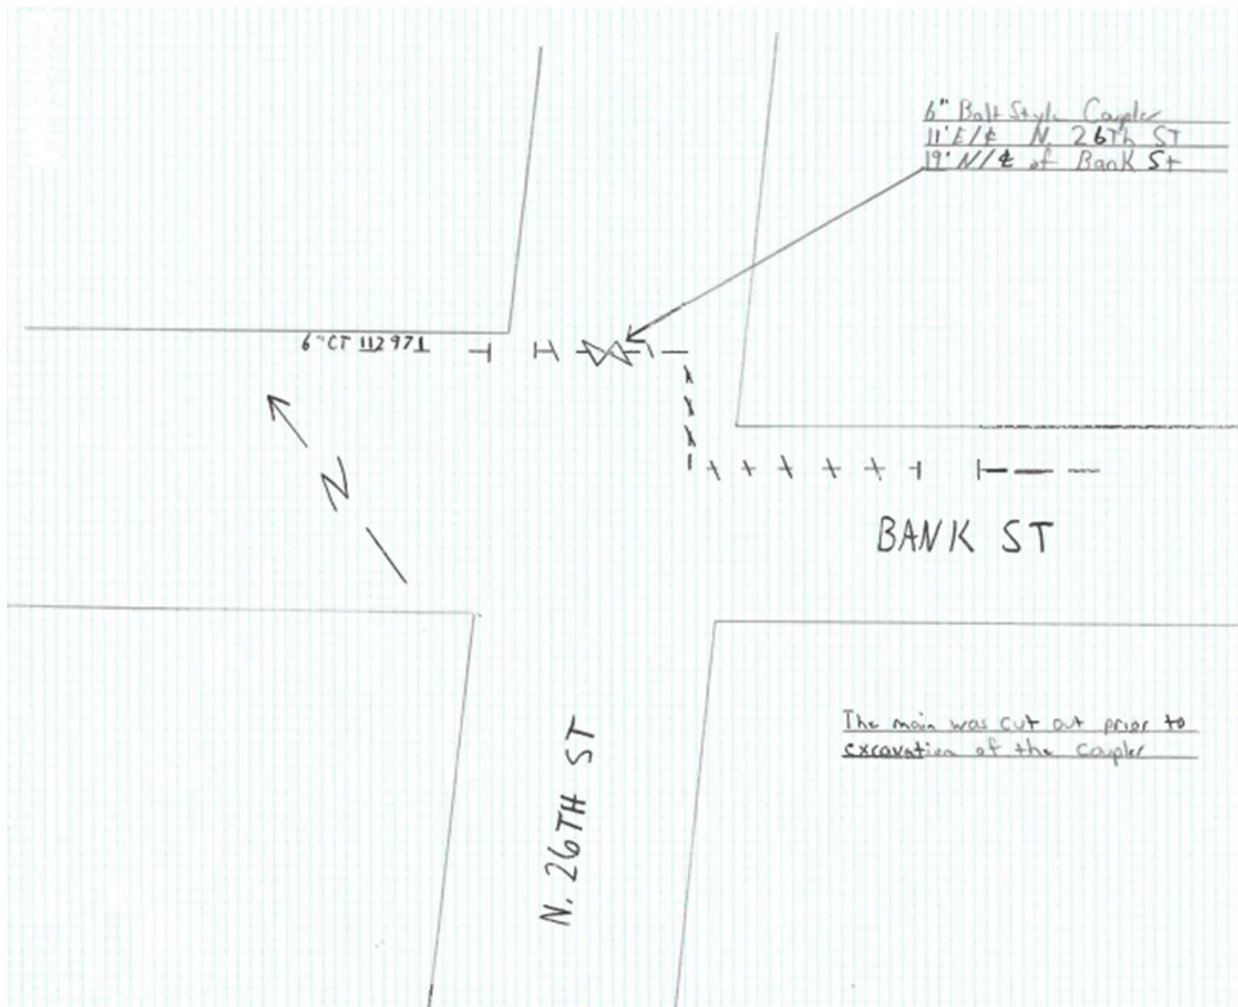 6" Bolt Style Coupler
11' E/℄ N. 26Th ST
19' N/℄ of Bank St
6" CT 112971
N
BANK ST
The main was cut out prior to
excavation of the coupler
N. 26TH ST